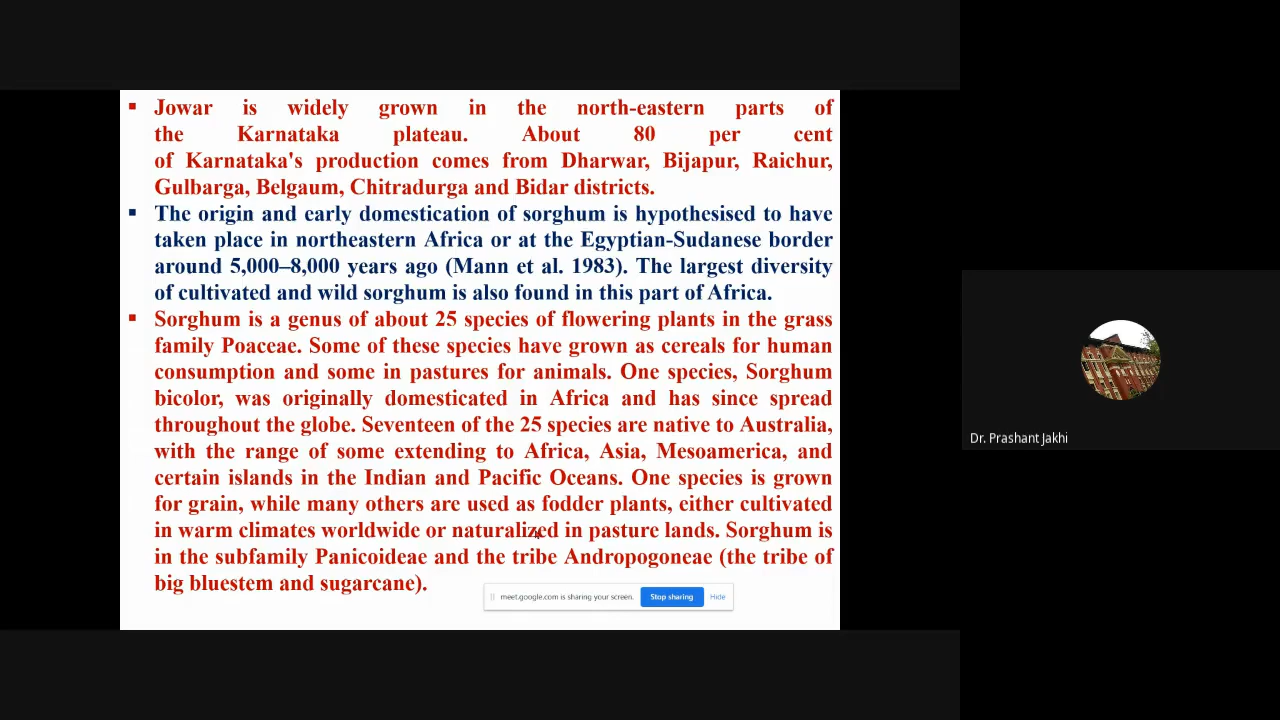 Jowar is widely grown in the north-eastern parts of
the Karnataka plateau. About 80 per cent
of Karnataka's production comes from Dharwar, Bijapur, Raichur,
Gulbarga, Belgaum, Chitradurga and Bidar districts.
The origin and early domestication of sorghum is hypothesised to have
taken place in northeastern Africa or at the Egyptian-Sudanese border
around 5,000–8,000 years ago (Mann et al. 1983). The largest diversity
of cultivated and wild sorghum is also found in this part of Africa.
Sorghum is a genus of about 25 species of flowering plants in the grass
family Poaceae. Some of these species have grown as cereals for human
consumption and some in pastures for animals. One species, Sorghum
bicolor, was originally domesticated in Africa and has since spread
throughout the globe. Seventeen of the 25 species are native to Australia,
with the range of some extending to Africa, Asia, Mesoamerica, and
certain islands in the Indian and Pacific Oceans. One species is grown
for grain, while many others are used as fodder plants, either cultivated
in warm climates worldwide or naturalized in pasture lands. Sorghum is
in the subfamily Panicoideae and the tribe Andropogoneae (the tribe of
big bluestem and sugarcane).
meet.google.com is sharing your screen. Stop sharing Hide
Dr. Prashant Jakhi